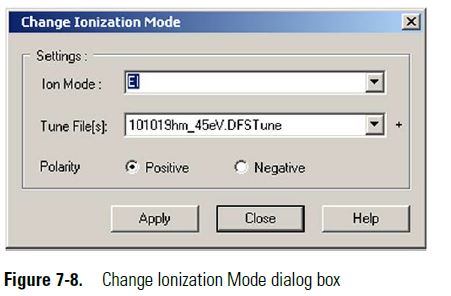 Change Ionization Mode
Settings :
Ion Mode : EI
Tune File[s]: 101019hm_45eV.DFSTune +
Polarity Positive Negative
Apply Close Help
Figure 7-8. Change Ionization Mode dialog box